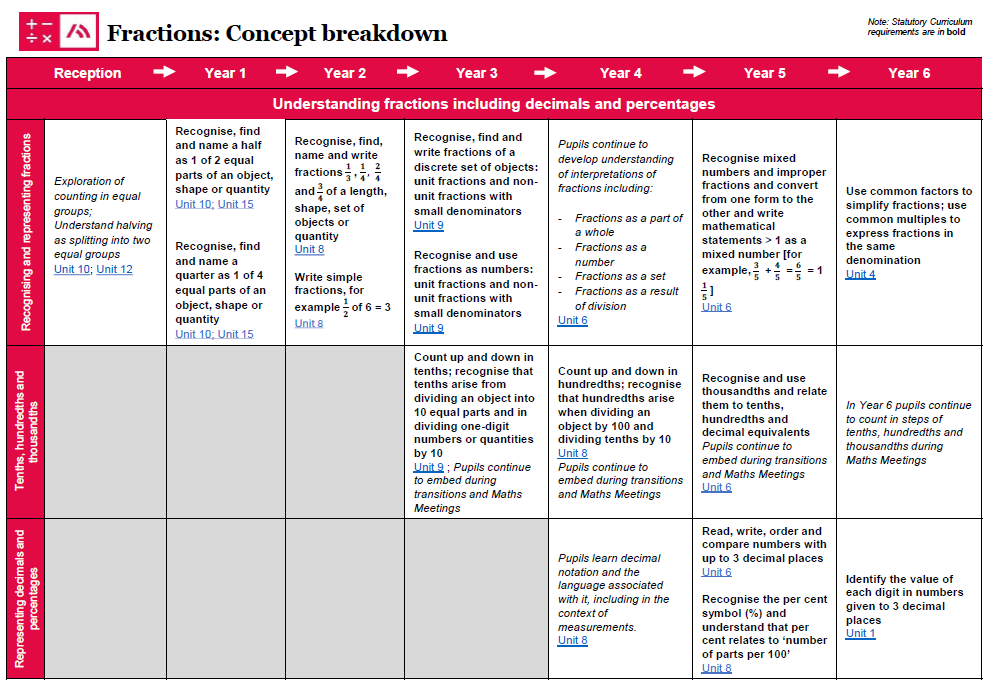 Fractions: Concept breakdown
Note: Statutory Curriculum
requirements are in bold
Reception
Year 1
Year 2
Year 3
Year 4
Year 5
Year 6
Understanding fractions including decimals and percentages
Recognising and representing fractions
Exploration of
counting in equal
groups;
Understand halving
as splitting into two
equal groups
Unit 10; Unit 12
Recognise, find
and name a half
as 1 of 2 equal
parts of an object,
shape or quantity
Unit 10; Unit 15
Recognise, find
and name a
quarter as 1 of 4
equal parts of an
object, shape or
quantity
Unit 10; Unit 15
Recognise, find,
name and write
fractions 1/3, 1/4, 2/4
and 3/4 of a length,
shape, set of
objects or
quantity
Unit 8
Write simple
fractions, for
example 1/2 of 6 = 3
Unit 8
Recognise, find and
write fractions of a
discrete set of objects:
unit fractions and non-
unit fractions with
small denominators
Unit 9
Recognise and use
fractions as numbers:
unit fractions and non-
unit fractions with
small denominators
Unit 9
Pupils continue to
develop understanding
of interpretations of
fractions including:
- Fractions as a part of
a whole
- Fractions as a
number
- Fractions as a set
- Fractions as a result
of division
Unit 6
Recognise mixed
numbers and improper
fractions and convert
from one form to the
other and write
mathematical
statements > 1 as a
mixed number [for
example, 3/5 + 4/5 = 6/5 = 1
1/5 ]
Unit 6
Use common factors to
simplify fractions; use
common multiples to
express fractions in
the same
denomination
Unit 4
Tenths, hundredths and
thousandths
Count up and down in
tenths; recognise that
tenths arise from
dividing an object into
10 equal parts and in
dividing one-digit
numbers or quantities
by 10
Unit 9 ; Pupils continue
to embed during
transitions and Maths
Meetings
Count up and down in
hundredths; recognise
that hundredths arise
when dividing an
object by 100 and
dividing tenths by 10
Unit 8
Pupils continue to
embed during transitions
and Maths Meetings
Recognise and use
thousandths and relate
them to tenths,
hundredths and
decimal equivalents
Pupils continue to
embed during transitions
and Maths Meetings
Unit 6
In Year 6 pupils continue
to count in steps of
tenths, hundredths and
thousandths during
Maths Meetings
Representing decimals and
percentages
Pupils learn decimal
notation and the
language associated
with it, including in the
context of
measurements.
Unit 8
Read, write, order and
compare numbers with
up to 3 decimal places
Unit 6
Recognise the per cent
symbol (%) and
understand that per
cent relates to ‘number
of parts per 100’
Unit 8
Identify the value of
each digit in numbers
given to 3 decimal
places
Unit 1